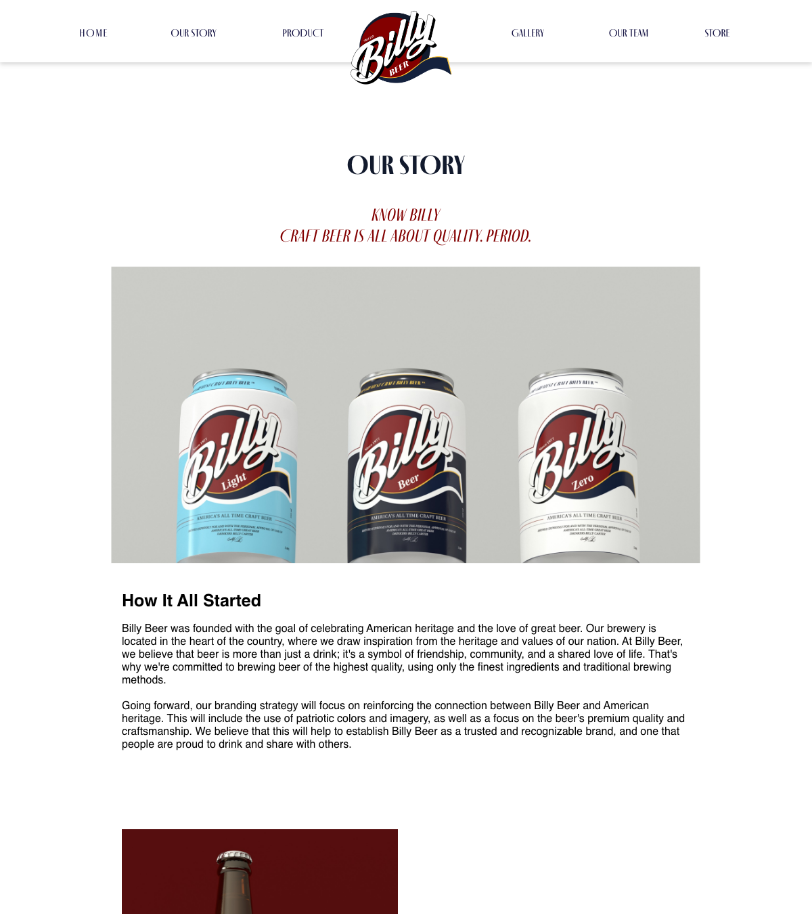 HOME
OUR STORY
PRODUCT
Billy
BEER
GALLERY
OUR TEAM
STORE
OUR STORY
KNOW BILLY
CRAFT BEER IS ALL ABOUT QUALITY. PERIOD.
Billy
Light
AMERICA'S ALL TIME CRAFT BEER
Billy
Beer
AMERICA'S ALL TIME CRAFT BEER
Billy
Zero
AMERICA'S ALL TIME CRAFT BEER
How It All Started
Billy Beer was founded with the goal of celebrating American heritage and the love of great beer. Our brewery is
located in the heart of the country, where we draw inspiration from the heritage and values of our nation. At Billy Beer,
we believe that beer is more than just a drink; it's a symbol of friendship, community, and a shared love of life. That's
why we're committed to brewing beer of the highest quality, using only the finest ingredients and traditional brewing
methods.
Going forward, our branding strategy will focus on reinforcing the connection between Billy Beer and American
heritage. This will include the use of patriotic colors and imagery, as well as a focus on the beer's premium quality and
craftsmanship. We believe that this will help to establish Billy Beer as a trusted and recognizable brand, and one that
people are proud to drink and share with others.